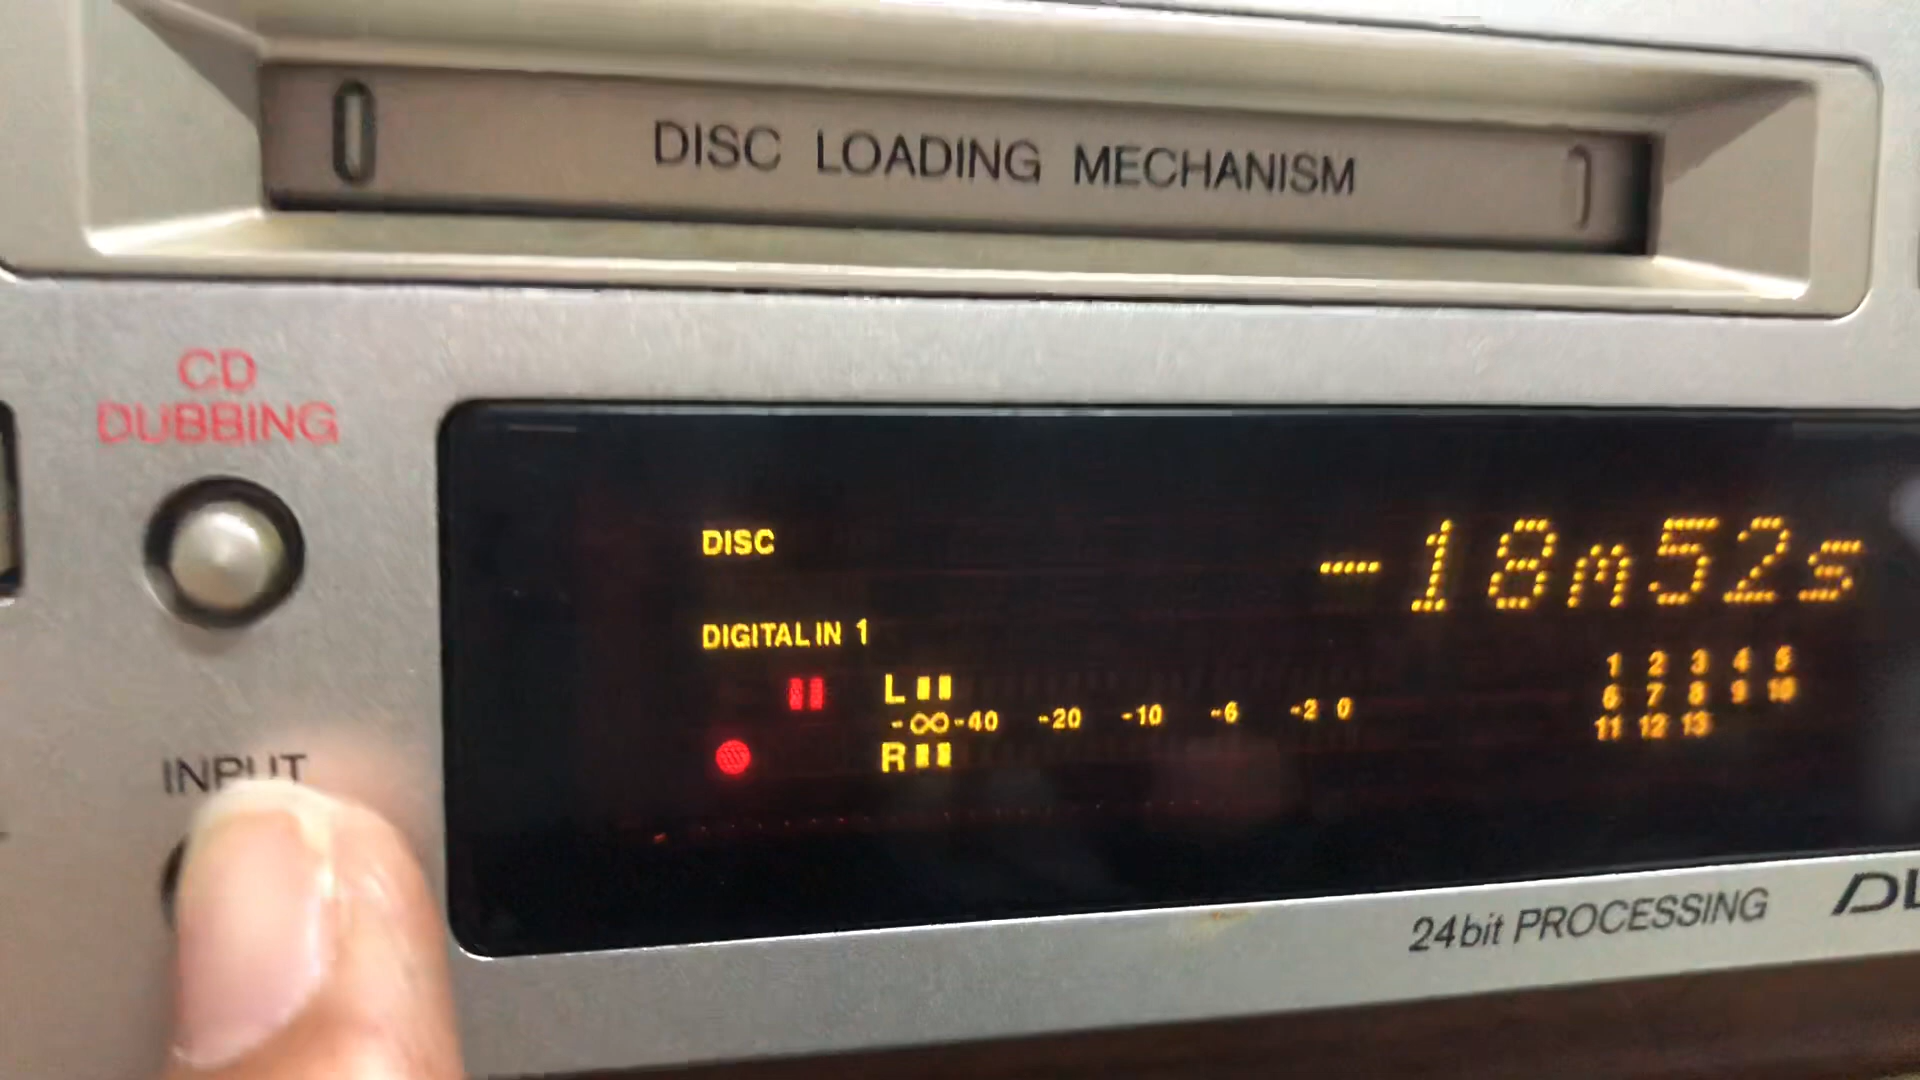 DISC LOADING MECHANISM
CD
DUBBING
DISC
-18m52s
DIGITAL IN 1
L
-∞ -40 -20 -10 -6 -2 0
R
1 2 3 4 5
6 7 8 9 10
11 12 13
INPUT
24bit PROCESSING